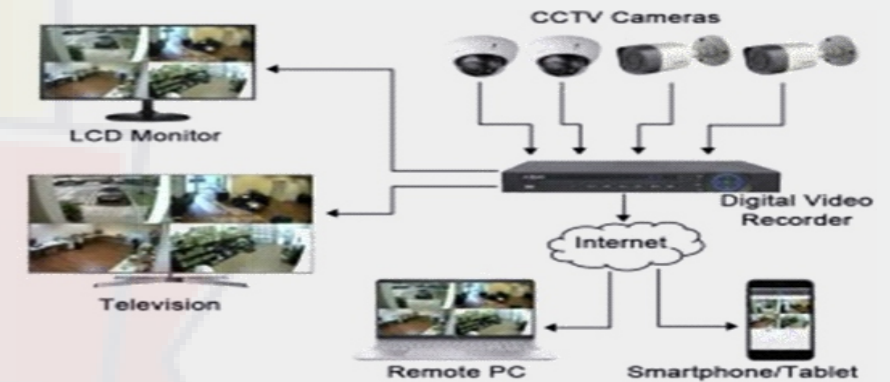 CCTV Cameras
LCD Monitor
Digital Video
Recorder
Internet
Television
Remote PC
Smartphone/Tablet